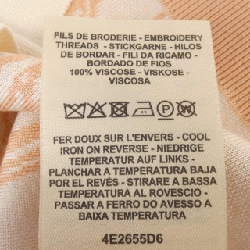 FILS DE BRODERIE - EMBROIDERY
THREADS - STICKGARNE - HILOS
DE BORDAR - FILI DA RICAMO -
BORDADO DE FIOS
100% VISCOSE - VISKOSE -
VISCOSA
FER DOUX SUR L'ENVERS - COOL
IRON ON REVERSE - NIEDRIGE
TEMPERATUR AUF LINKS -
PLANCHAR A TEMPERATURA BAJA
POR EL REVÉS - STIRARE A BASSA
TEMPERATURA SUL ROVESCIO -
PASSAR A FERRO DO AVESSO A
BAIXA TEMPERATURA
4E2655D6